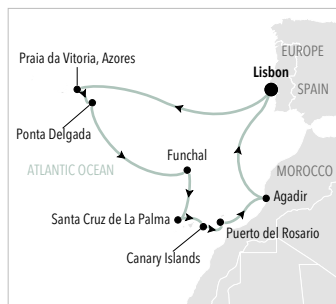 EUROPE
Praia da Vitoria, Azores
Lisbon
SPAIN
Ponta Delgada
Funchal
ATLANTIC OCEAN
MOROCCO
Agadir
Santa Cruz de La Palma
Puerto del Rosario
Canary Islands